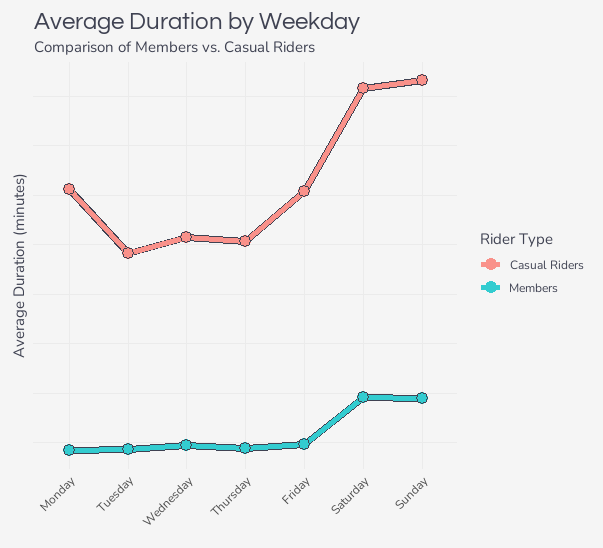 Average Duration by Weekday
Comparison of Members vs. Casual Riders
Average Duration (minutes)
Rider Type
Casual Riders
Members
Monday
Tuesday
Wednesday
Thursday
Friday
Saturday
Sunday